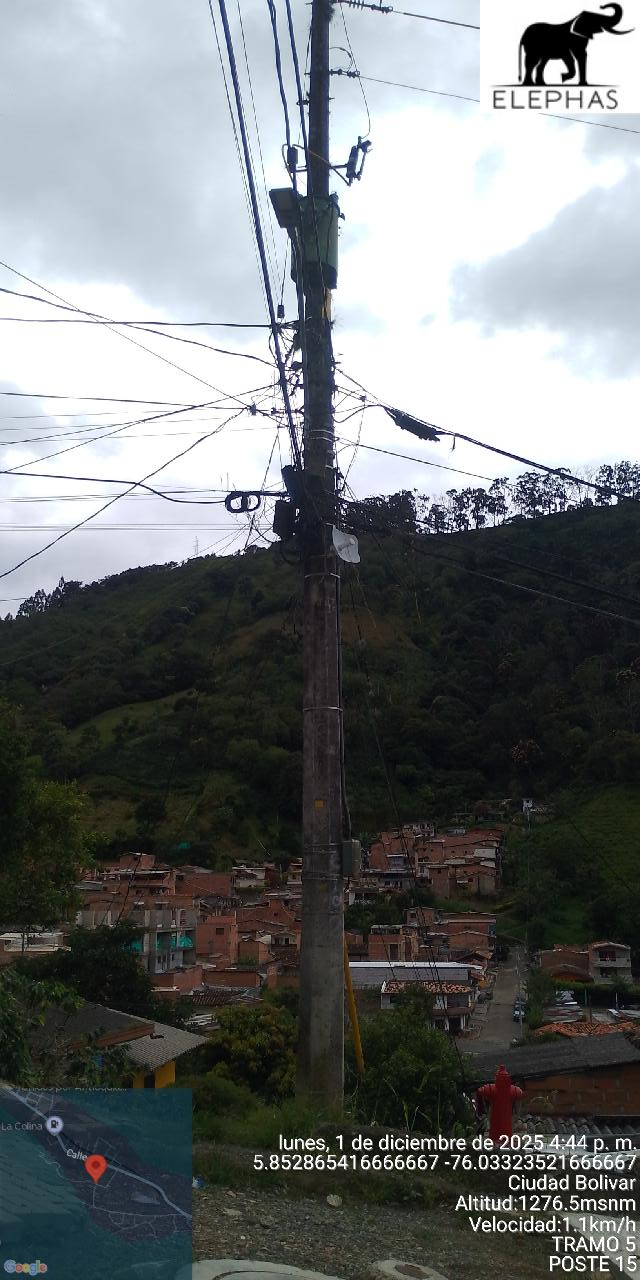 ELEPHAS
La Colina
Calle
lunes, 1 de diciembre de 2025 4:44 p. m.
5.852865416666667 -76.03323521666667
Ciudad Bolivar
Altitud:1276.5msnm
Velocidad:1.1km/h
TRAMO 5
POSTE 15
Google